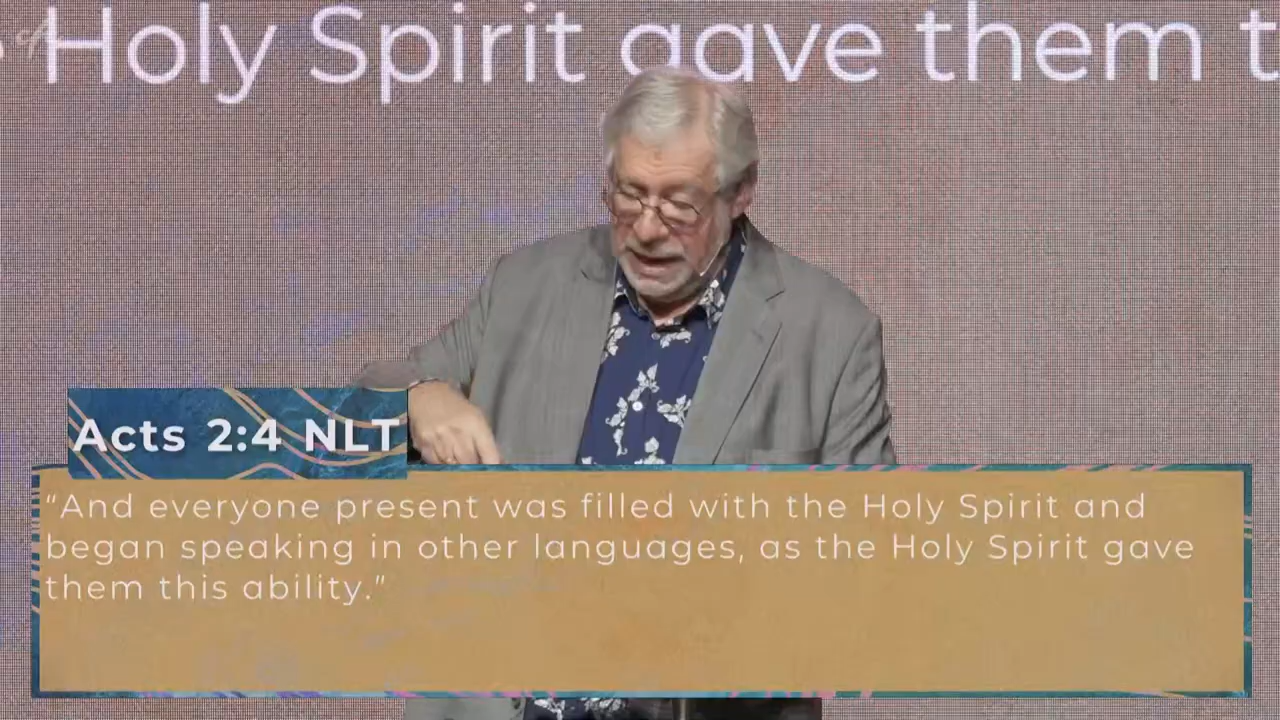 Holy Spirit gave them t
Acts 2:4 NLT
“And everyone present was filled with the Holy Spirit and
began speaking in other languages, as the Holy Spirit gave
them this ability.”